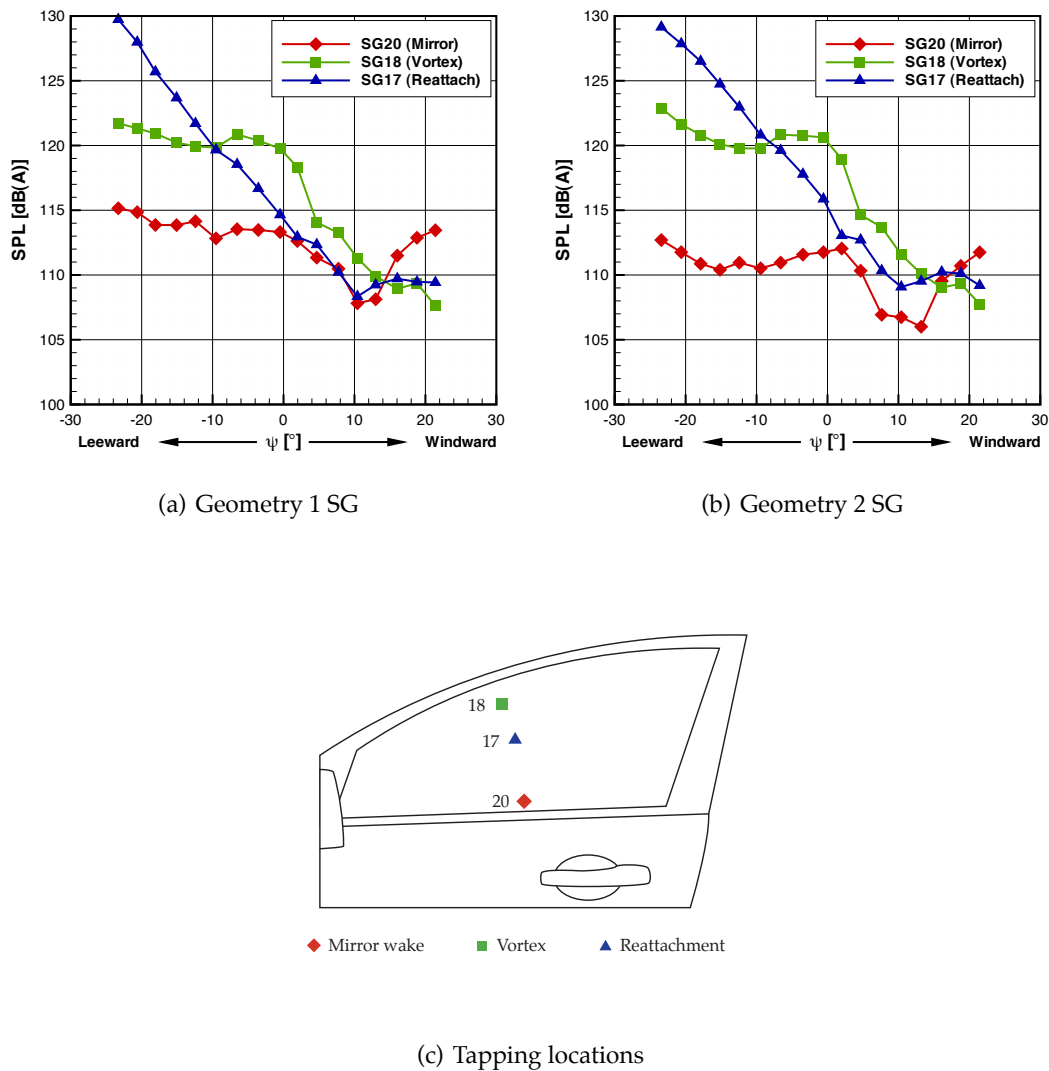 130
125
120
115
110
105
100
SPL [dB(A)]
SG20 (Mirror)
SG18 (Vortex)
SG17 (Reattach)
-30 -20 -10 0 10 20 30
Leeward ψ [°] Windward
(a) Geometry 1 SG
130
125
120
115
110
105
100
SPL [dB(A)]
SG20 (Mirror)
SG18 (Vortex)
SG17 (Reattach)
-30 -20 -10 0 10 20 30
Leeward ψ [°] Windward
(b) Geometry 2 SG
18
17
20
Mirror wake Vortex Reattachment
(c) Tapping locations